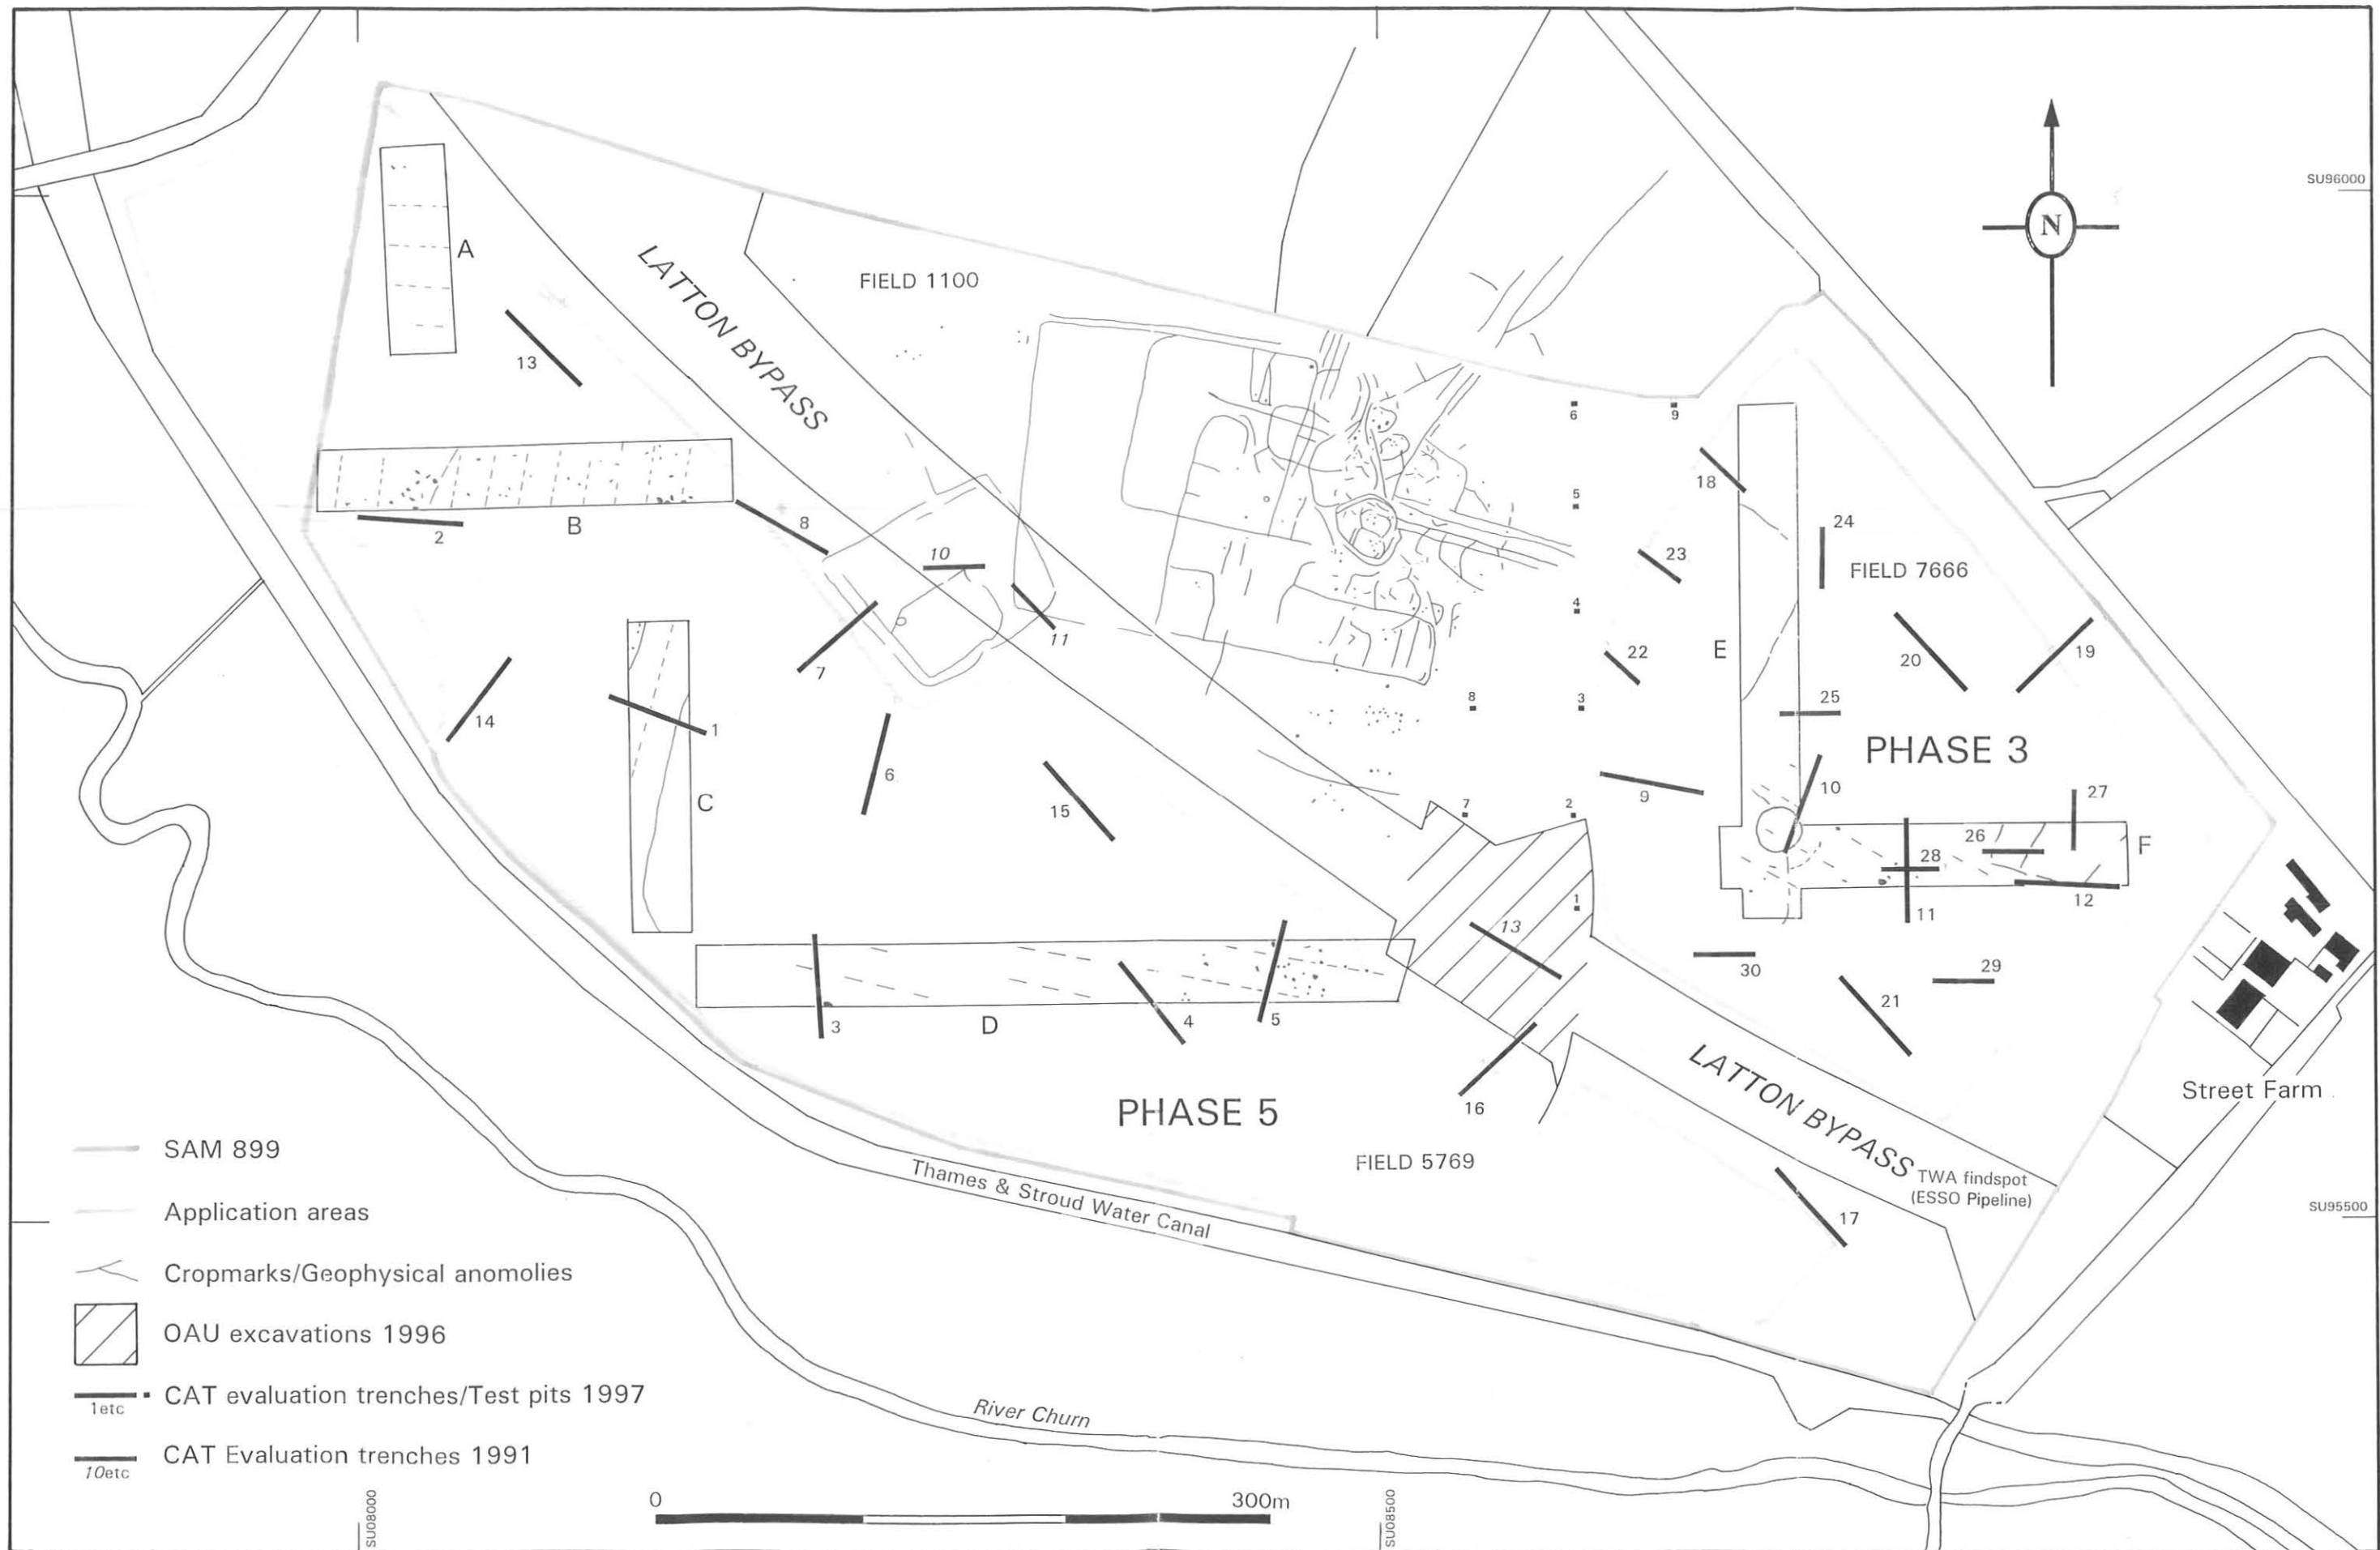 SU96000
N
A
LATTON BYPASS
FIELD 1100
13
6
9
18
B
2
8
10
5
24
23
FIELD 7666
11
4
7
22
E
20
19
14
1
8
3
25
PHASE 3
6
C
15
9
10
27
7
2
26
F
28
12
11
1
13
30
29
21
3
D
4
5
LATTON BYPASS
Street Farm
16
PHASE 5
FIELD 5769
TWA findspot
(ESSO Pipeline)
17
SU95500
Thames & Stroud Water Canal
SAM 899
Application areas
Cropmarks/Geophysical anomolies
OAU excavations 1996
CAT evaluation trenches/Test pits 1997
1etc
CAT Evaluation trenches 1991
10etc
River Churn
0
300m
SU08000
SU08500